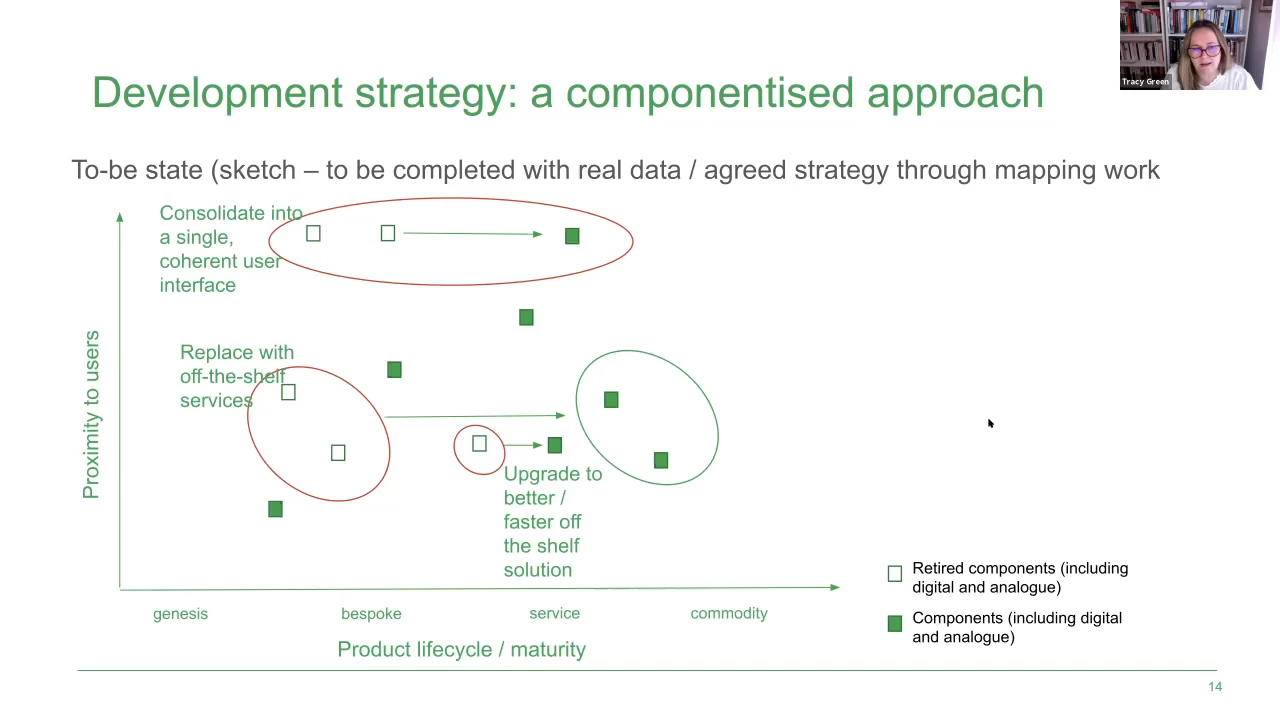 Tracy Green
Development strategy: a componentised approach
To-be state (sketch – to be completed with real data / agreed strategy through mapping work
Consolidate into
a single,
coherent user
interface
Replace with
off-the-shelf
services
Upgrade to
better /
faster off
the shelf
solution
Proximity to users
genesis
bespoke
service
commodity
Product lifecycle / maturity
Retired components (including
digital and analogue)
Components (including digital
and analogue)
14